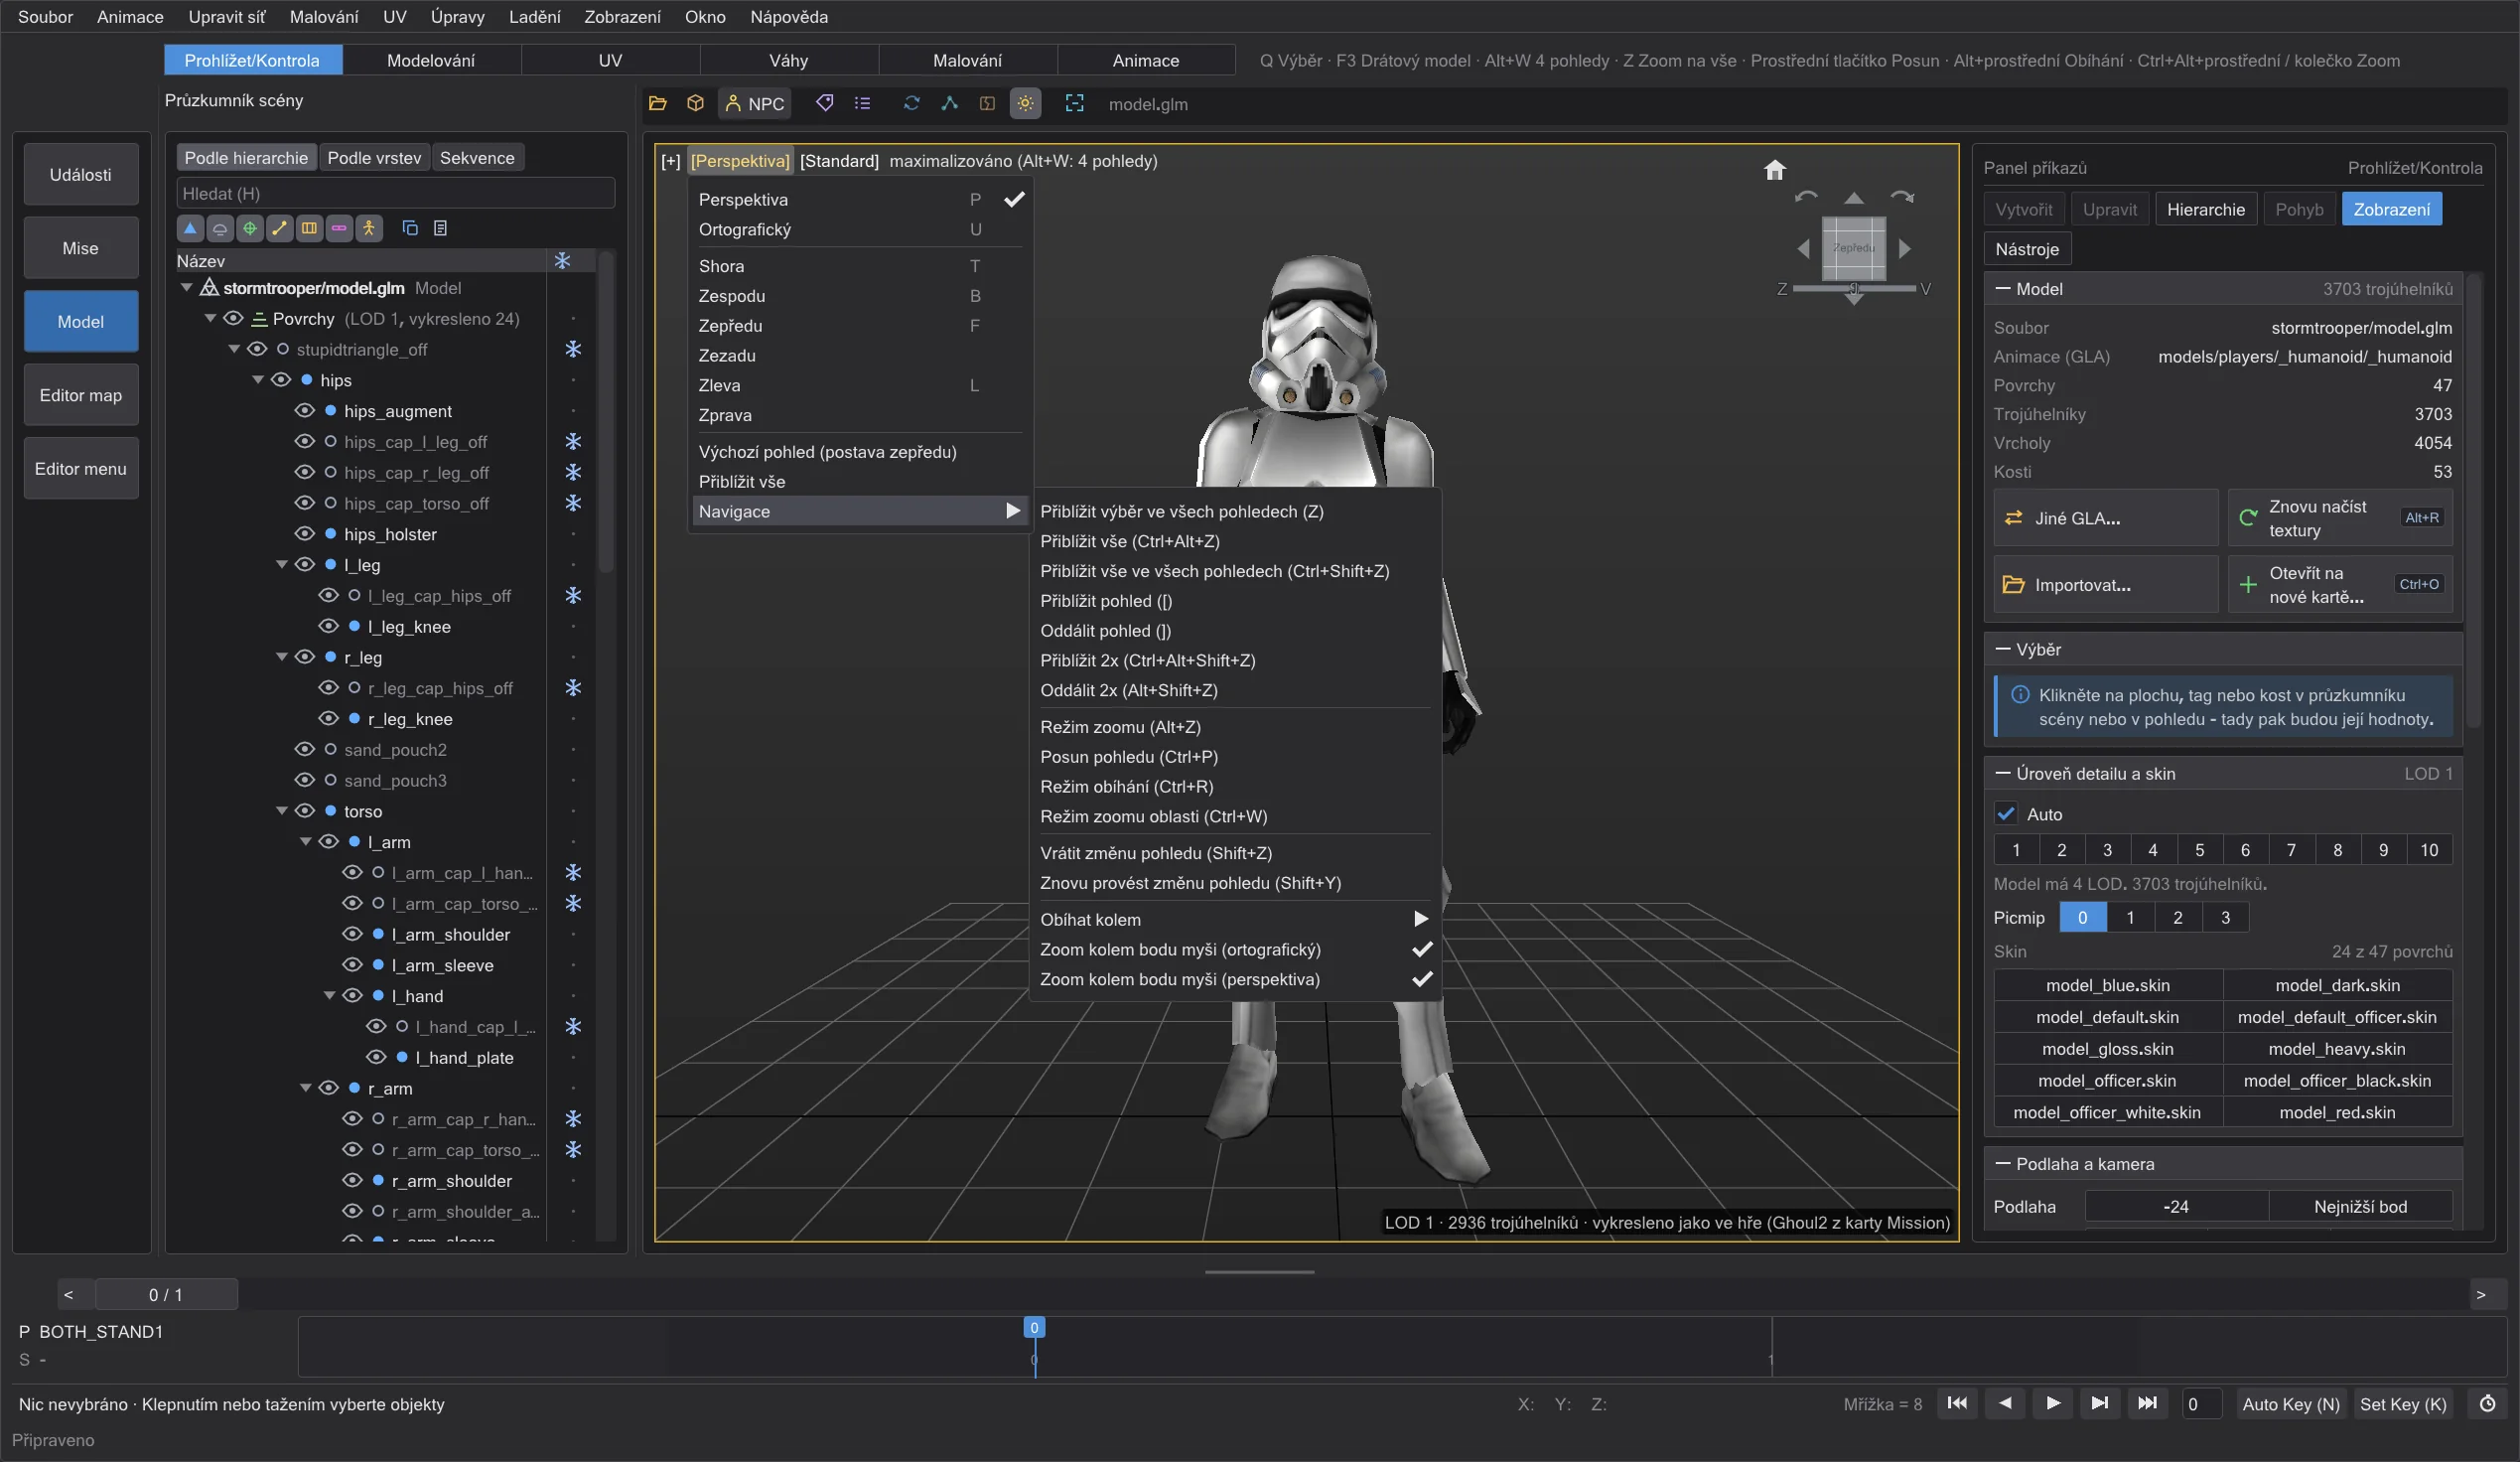 Soubor Animace Upravit síť Malování UV Úpravy Ladění Zobrazení Okno Nápověda
Prohlížet/Kontrola Modelování UV Váhy Malování Animace Q Výběr · F3 Drátový model · Alt+W 4 pohledy · Z Zoom na vše · Prostřední tlačítko Posun · Alt+prostřední Obíhání · Ctrl+Alt+prostřední / kolečko Zoom
Průzkumník scény
NPC model.glm
Události
Mise
Model
Editor map
Editor menu
Podle hierarchie Podle vrstev Sekvence
Hledat (H)
Název
stormtrooper/model.glm Model
Povrchy (LOD 1, vykresleno 24)
stupidtriangle_off
hips
hips_augment
hips_cap_l_leg_off
hips_cap_r_leg_off
hips_cap_torso_off
hips_holster
l_leg
l_leg_cap_hips_off
l_leg_knee
r_leg
r_leg_cap_hips_off
r_leg_knee
sand_pouch2
sand_pouch3
torso
l_arm
l_arm_cap_l_han...
l_arm_cap_torso_...
l_arm_shoulder
l_arm_sleeve
l_hand
l_hand_cap_l_...
l_hand_plate
r_arm
r_arm_cap_r_han...
r_arm_cap_torso_...
r_arm_shoulder
r_arm_shoulder_a...
r_arm_sleeve
[+] [Perspektiva] [Standard] maximalizováno (Alt+W: 4 pohledy)
Perspektiva P
Ortografický U
Shora T
Zespodu B
Zepředu F
Zezadu
Zleva L
Zprava
Výchozí pohled (postava zepředu)
Přiblížit vše
Navigace
Přiblížit výběr ve všech pohledech (Z)
Přiblížit vše (Ctrl+Alt+Z)
Přiblížit vše ve všech pohledech (Ctrl+Shift+Z)
Přiblížit pohled ([)
Oddálit pohled (])
Přiblížit 2x (Ctrl+Alt+Shift+Z)
Oddálit 2x (Alt+Shift+Z)
Režim zoomu (Alt+Z)
Posun pohledu (Ctrl+P)
Režim obíhání (Ctrl+R)
Režim zoomu oblasti (Ctrl+W)
Vrátit změnu pohledu (Shift+Z)
Znovu provést změnu pohledu (Shift+Y)
Obíhat kolem
Zoom kolem bodu myši (ortografický)
Zoom kolem bodu myši (perspektiva)
Zepředu
Z V
LOD 1 · 2936 trojúhelníků · vykresleno jako ve hře (Ghoul2 z karty Mission)
Panel příkazů Prohlížet/Kontrola
Vytvořit Upravit Hierarchie Pohyb Zobrazení
Nástroje
Model 3703 trojúhelníků
Soubor stormtrooper/model.glm
Animace (GLA) models/players/_humanoid/_humanoid
Povrchy 47
Trojúhelníky 3703
Vrcholy 4054
Kosti 53
Jiné GLA...
Znovu načíst textury Alt+R
Importovat...
Otevřít na nové kartě... Ctrl+O
Výběr
Klikněte na plochu, tag nebo kost v průzkumníku
scény nebo v pohledu - tady pak budou její hodnoty.
Úroveň detailu a skin LOD 1
Auto
1 2 3 4 5 6 7 8 9 10
Model má 4 LOD. 3703 trojúhelníků.
Picmip 0 1 2 3
Skin 24 z 47 povrchů
model_blue.skin model_dark.skin
model_default.skin model_default_officer.skin
model_gloss.skin model_heavy.skin
model_officer.skin model_officer_black.skin
model_officer_white.skin model_red.skin
Podlaha a kamera
Podlaha -24 Nejnižší bod
< 0 / 1 >
P BOTH_STAND1
S -
0
0 1
Nic nevybráno · Klepnutím nebo tažením vyberte objekty X: Y: Z: Mřížka = 8 0 Auto Key (N) Set Key (K)
Připraveno